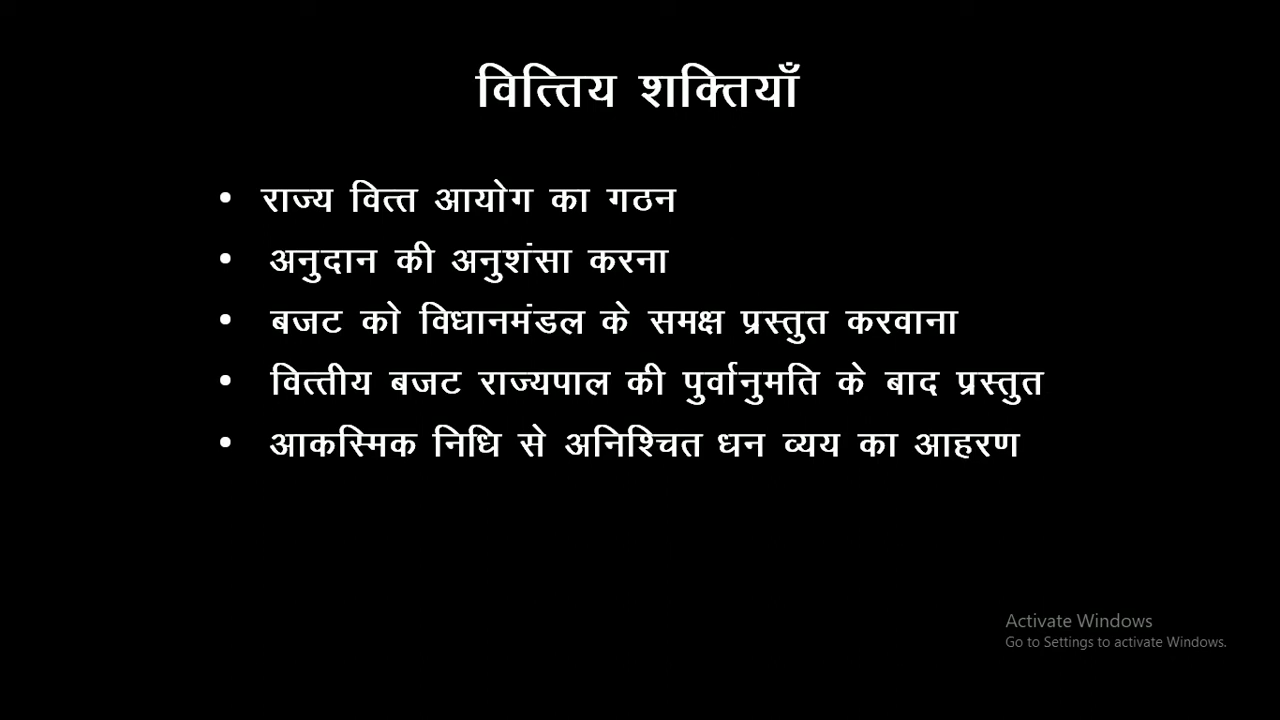 वित्तिय शक्तियाँ
• राज्य वित्त आयोग का गठन
• अनुदान की अनुशंसा करना
• बजट को विधानमंडल के समक्ष प्रस्तुत करवाना
• वित्तीय बजट राज्यपाल की पुर्वानुमति के बाद प्रस्तुत
• आकस्मिक निधि से अनिश्चित धन व्यय का आहरण
Activate Windows
Go to Settings to activate Windows.